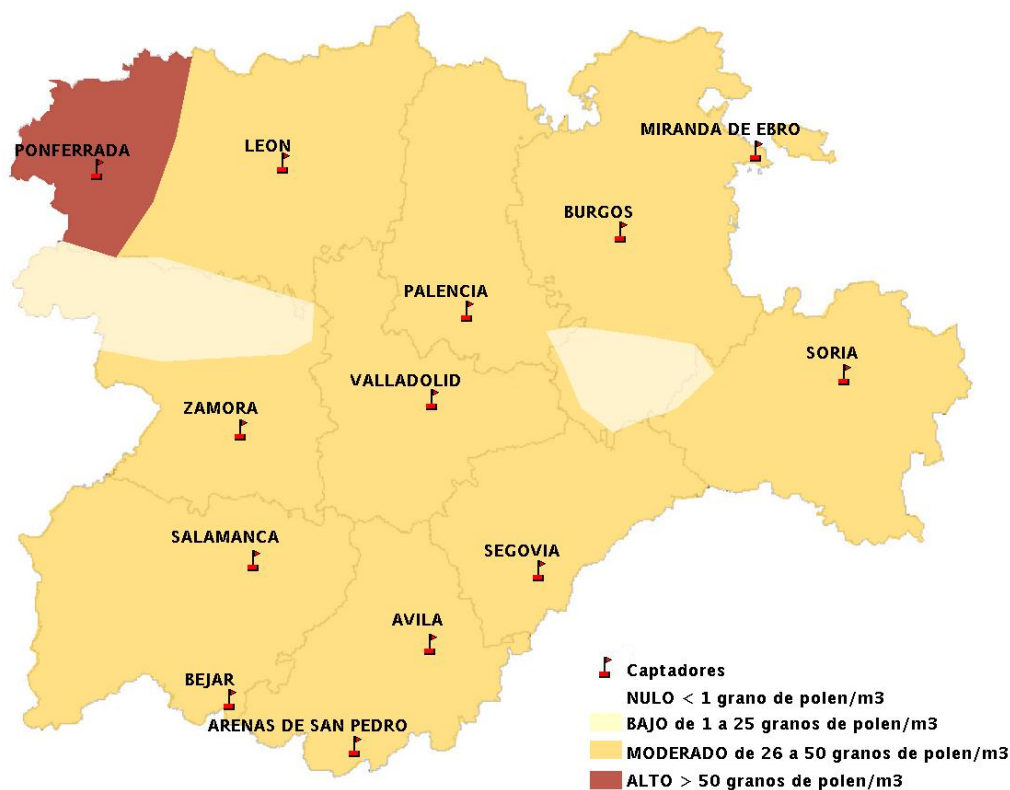 MIRANDA DE EBRO
PONFERRADA
LEON
BURGOS
PALENCIA
SORIA
VALLADOLID
ZAMORA
SALAMANCA
SEGOVIA
AVILA
BEJAR
ARENAS DE SAN PEDRO
Captadores
NULO < 1 grano de polen/m3
BAJO de 1 a 25 granos de polen/m3
MODERADO de 26 a 50 granos de polen/m3
ALTO > 50 granos de polen/m3